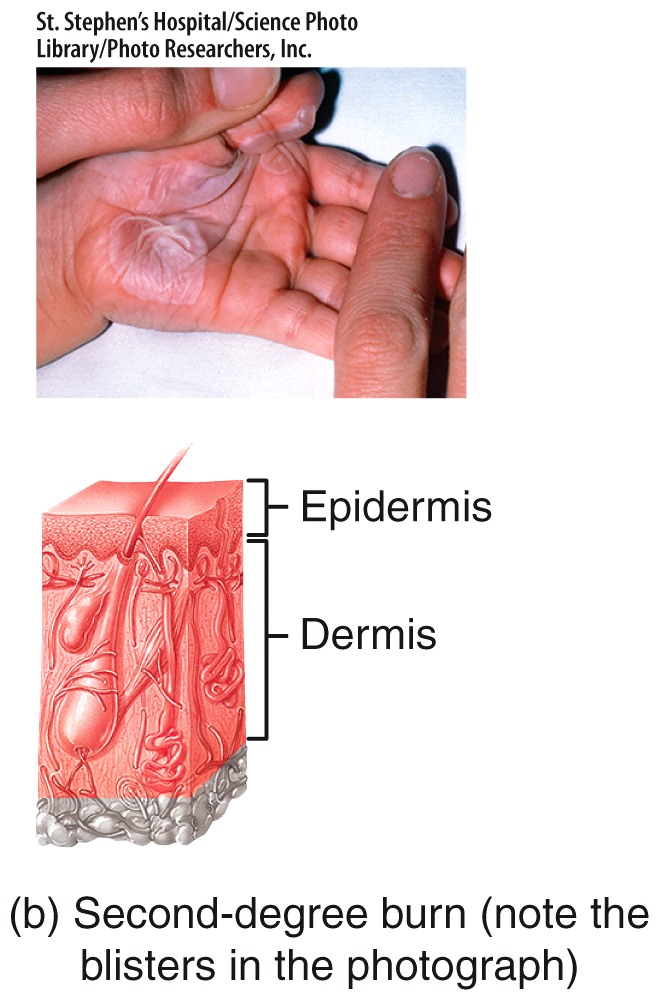 St. Stephen's Hospital/Science Photo
Library/Photo Researchers, Inc.
Epidermis
Dermis
(b) Second-degree burn (note the
blisters in the photograph)